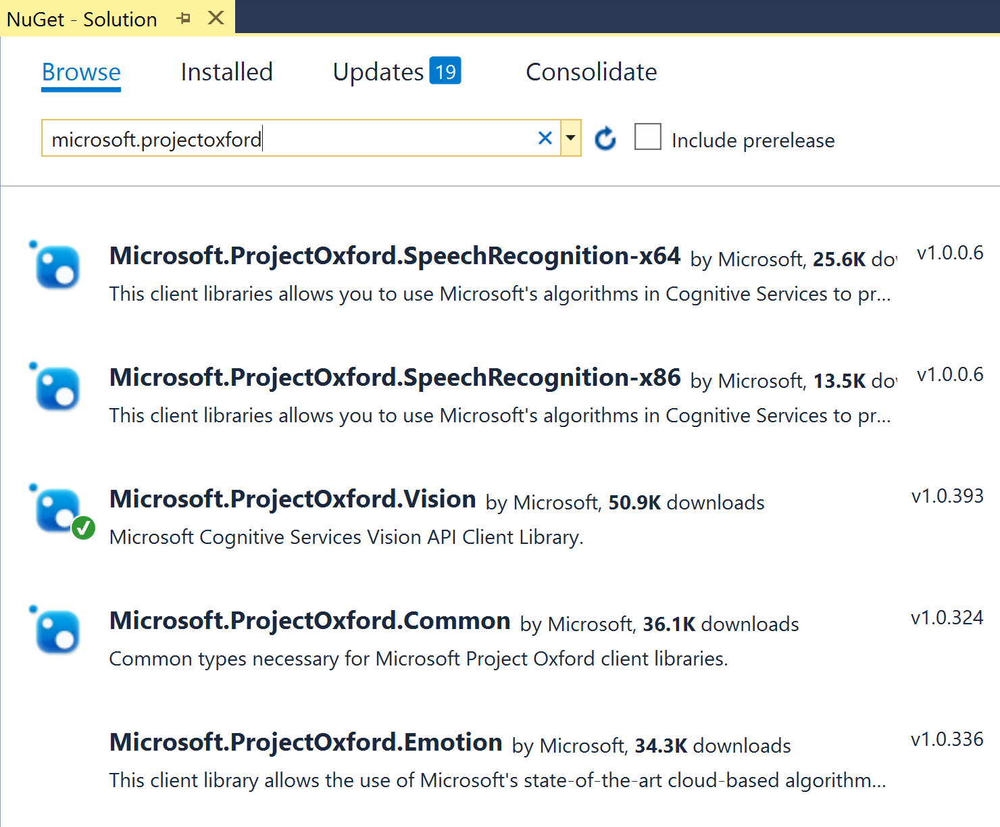 NuGet - Solution
Browse Installed Updates 19 Consolidate
microsoft.projectoxford Include prerelease
Microsoft.ProjectOxford.SpeechRecognition-x64 by Microsoft, 25.6K do v1.0.0.6
This client libraries allows you to use Microsoft's algorithms in Cognitive Services to pr...
Microsoft.ProjectOxford.SpeechRecognition-x86 by Microsoft, 13.5K do v1.0.0.6
This client libraries allows you to use Microsoft's algorithms in Cognitive Services to pr...
Microsoft.ProjectOxford.Vision by Microsoft, 50.9K downloads v1.0.393
Microsoft Cognitive Services Vision API Client Library.
Microsoft.ProjectOxford.Common by Microsoft, 36.1K downloads v1.0.324
Common types necessary for Microsoft Project Oxford client libraries.
Microsoft.ProjectOxford.Emotion by Microsoft, 34.3K downloads v1.0.336
This client library allows the use of Microsoft's state-of-the-art cloud-based algorithm...